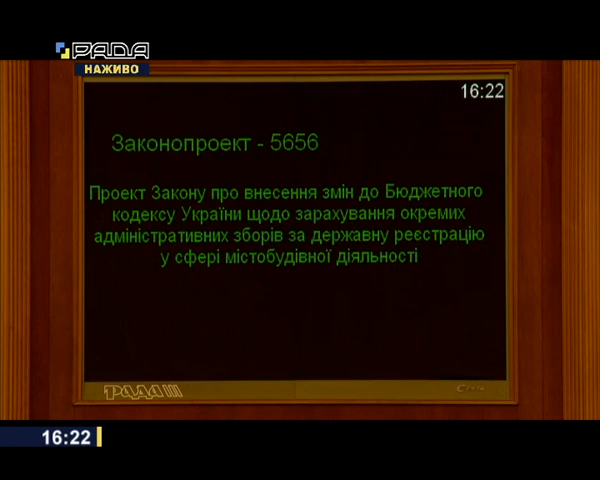 РАДА
НАЖИВО
16:22
Законопроект - 5656
Проект Закону про внесення змін до Бюджетного
кодексу України щодо зарахування окремих
адміністративних зборів за державну реєстрацію
у сфері містобудівної діяльності
РАДА III
16:22